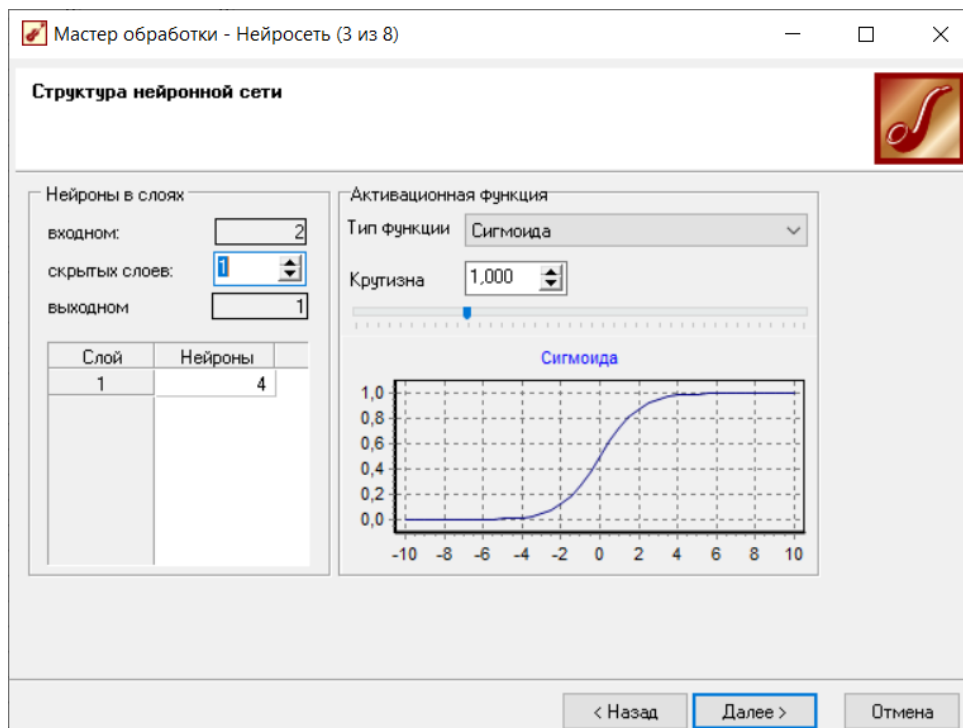 Мастер обработки - Нейросеть (3 из 8)
Структура нейронной сети
Нейроны в слоях
входном: 2
скрытых слоев: 1
выходном 1
Слой Нейроны
1 4
Активационная функция
Тип функции Сигмоида
Крутизна 1,000
Сигмоида
1,0
0,8
0,6
0,4
0,2
0,0
-10 -8 -6 -4 -2 0 2 4 6 8 10
< Назад Далее > Отмена